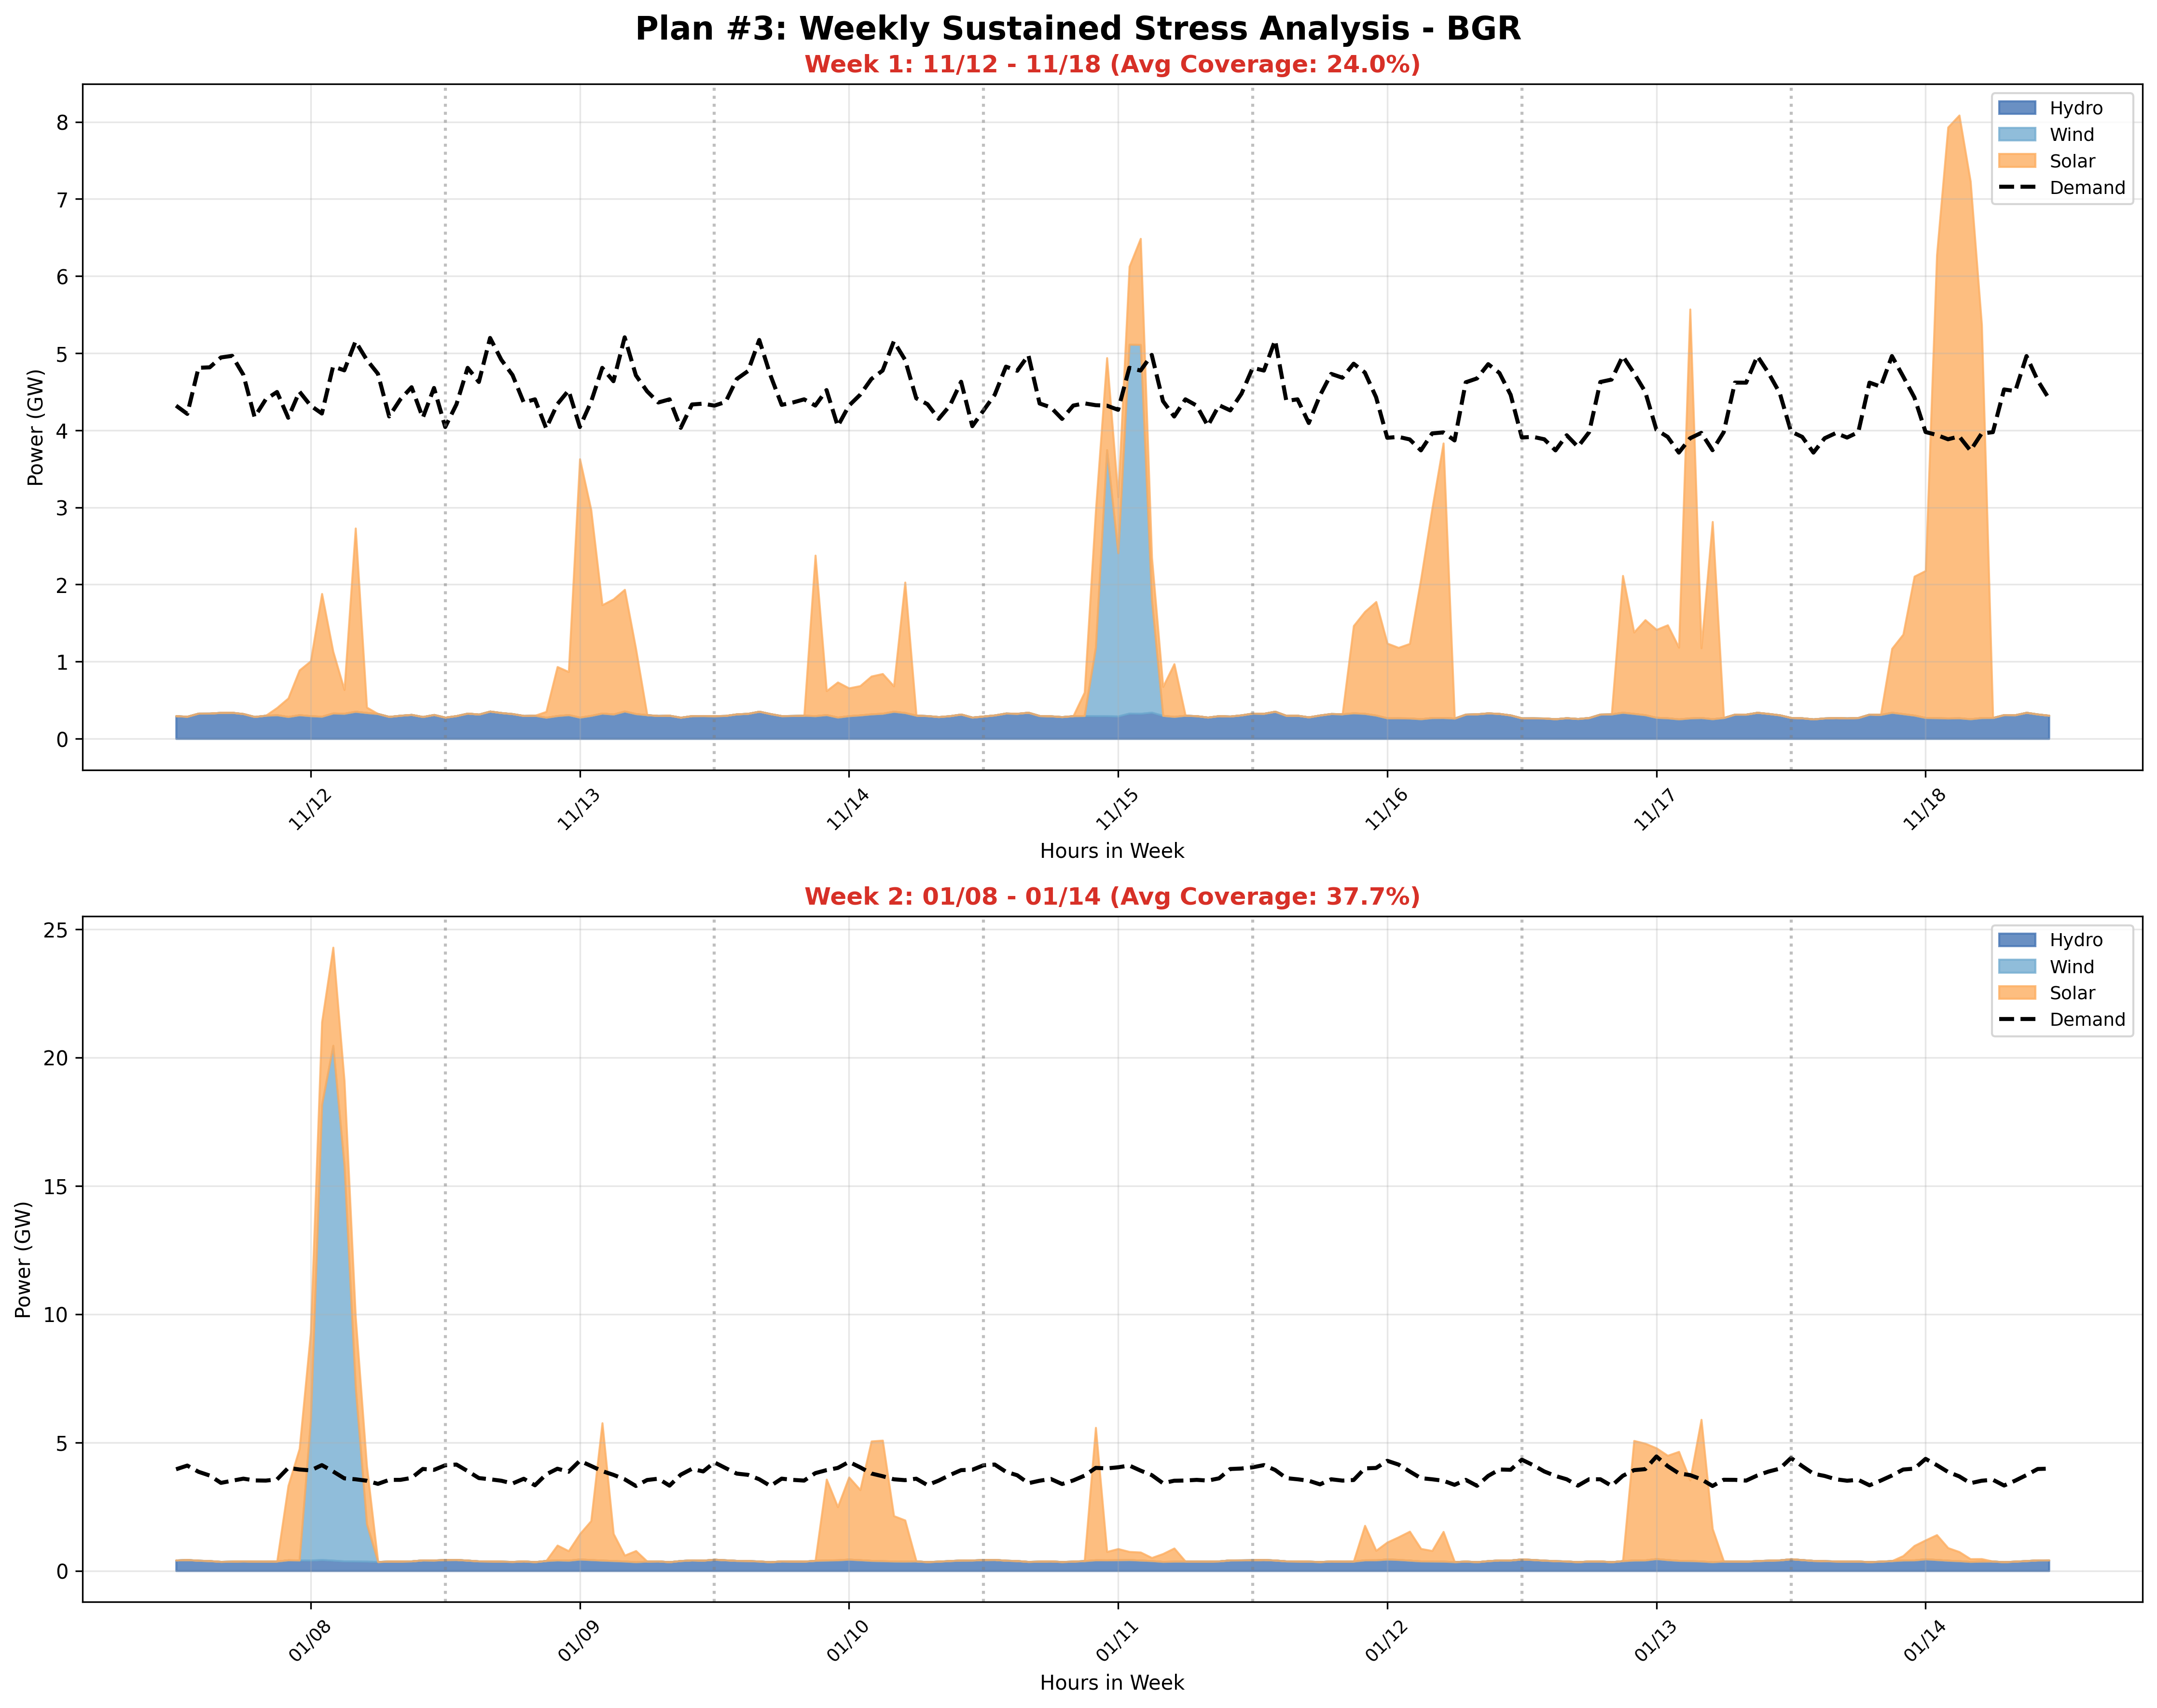 Plan #3: Weekly Sustained Stress Analysis - BGR
Week 1: 11/12 - 11/18 (Avg Coverage: 24.0%)
Hydro
Wind
Solar
Demand
Power (GW)
8
7
6
5
4
3
2
1
0
11/12
11/13
11/14
11/15
11/16
11/17
11/18
Hours in Week
Week 2: 01/08 - 01/14 (Avg Coverage: 37.7%)
Hydro
Wind
Solar
Demand
Power (GW)
25
20
15
10
5
0
01/08
01/09
01/10
01/11
01/12
01/13
01/14
Hours in Week